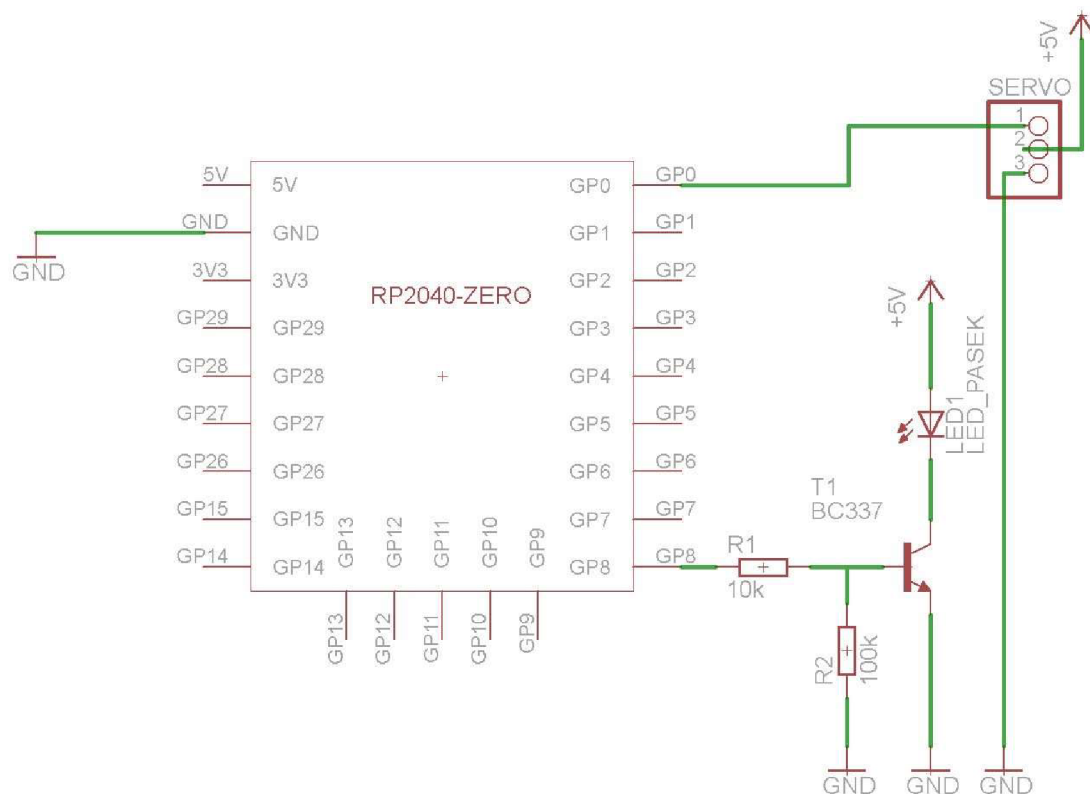 +5V
SERVO
1
2
3
5V
5V
GP0
GP0
GND
GND
GND
GP1
GP1
3V3
3V3
GP2
GP2
RP2040-ZERO
+5V
GP29
GP29
GP3
GP3
GP28
GP28
GP4
GP4
LED1
LED_PASEK
GP27
GP27
GP5
GP5
GP26
GP26
GP6
GP6
T1
BC337
GP15
GP15
GP7
GP7
GP14
GP14
GP13
GP12
GP11
GP10
GP9
GP8
GP8
R1
10k
GP13
GP12
GP11
GP10
GP9
R2
100k
GND
GND
GND